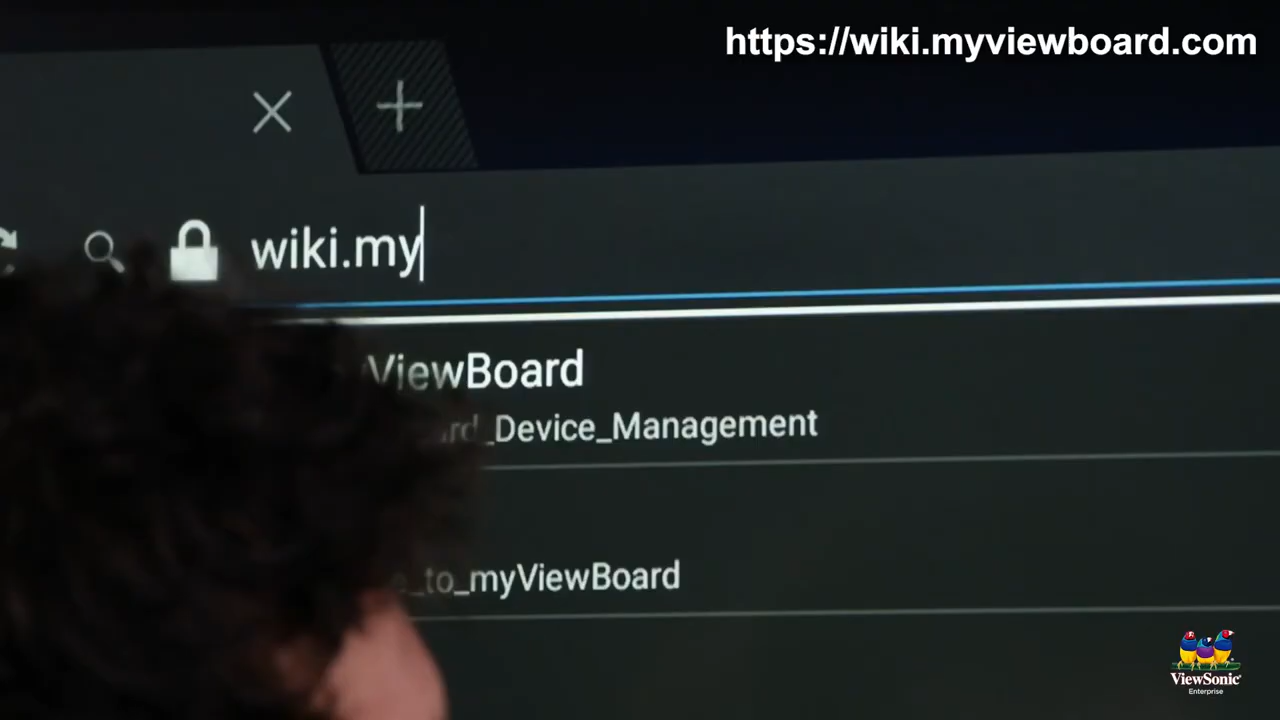 https://wiki.myviewboard.com
wiki.my
ViewBoard
_Device_Management
_to_myViewBoard
ViewSonic
Enterprise